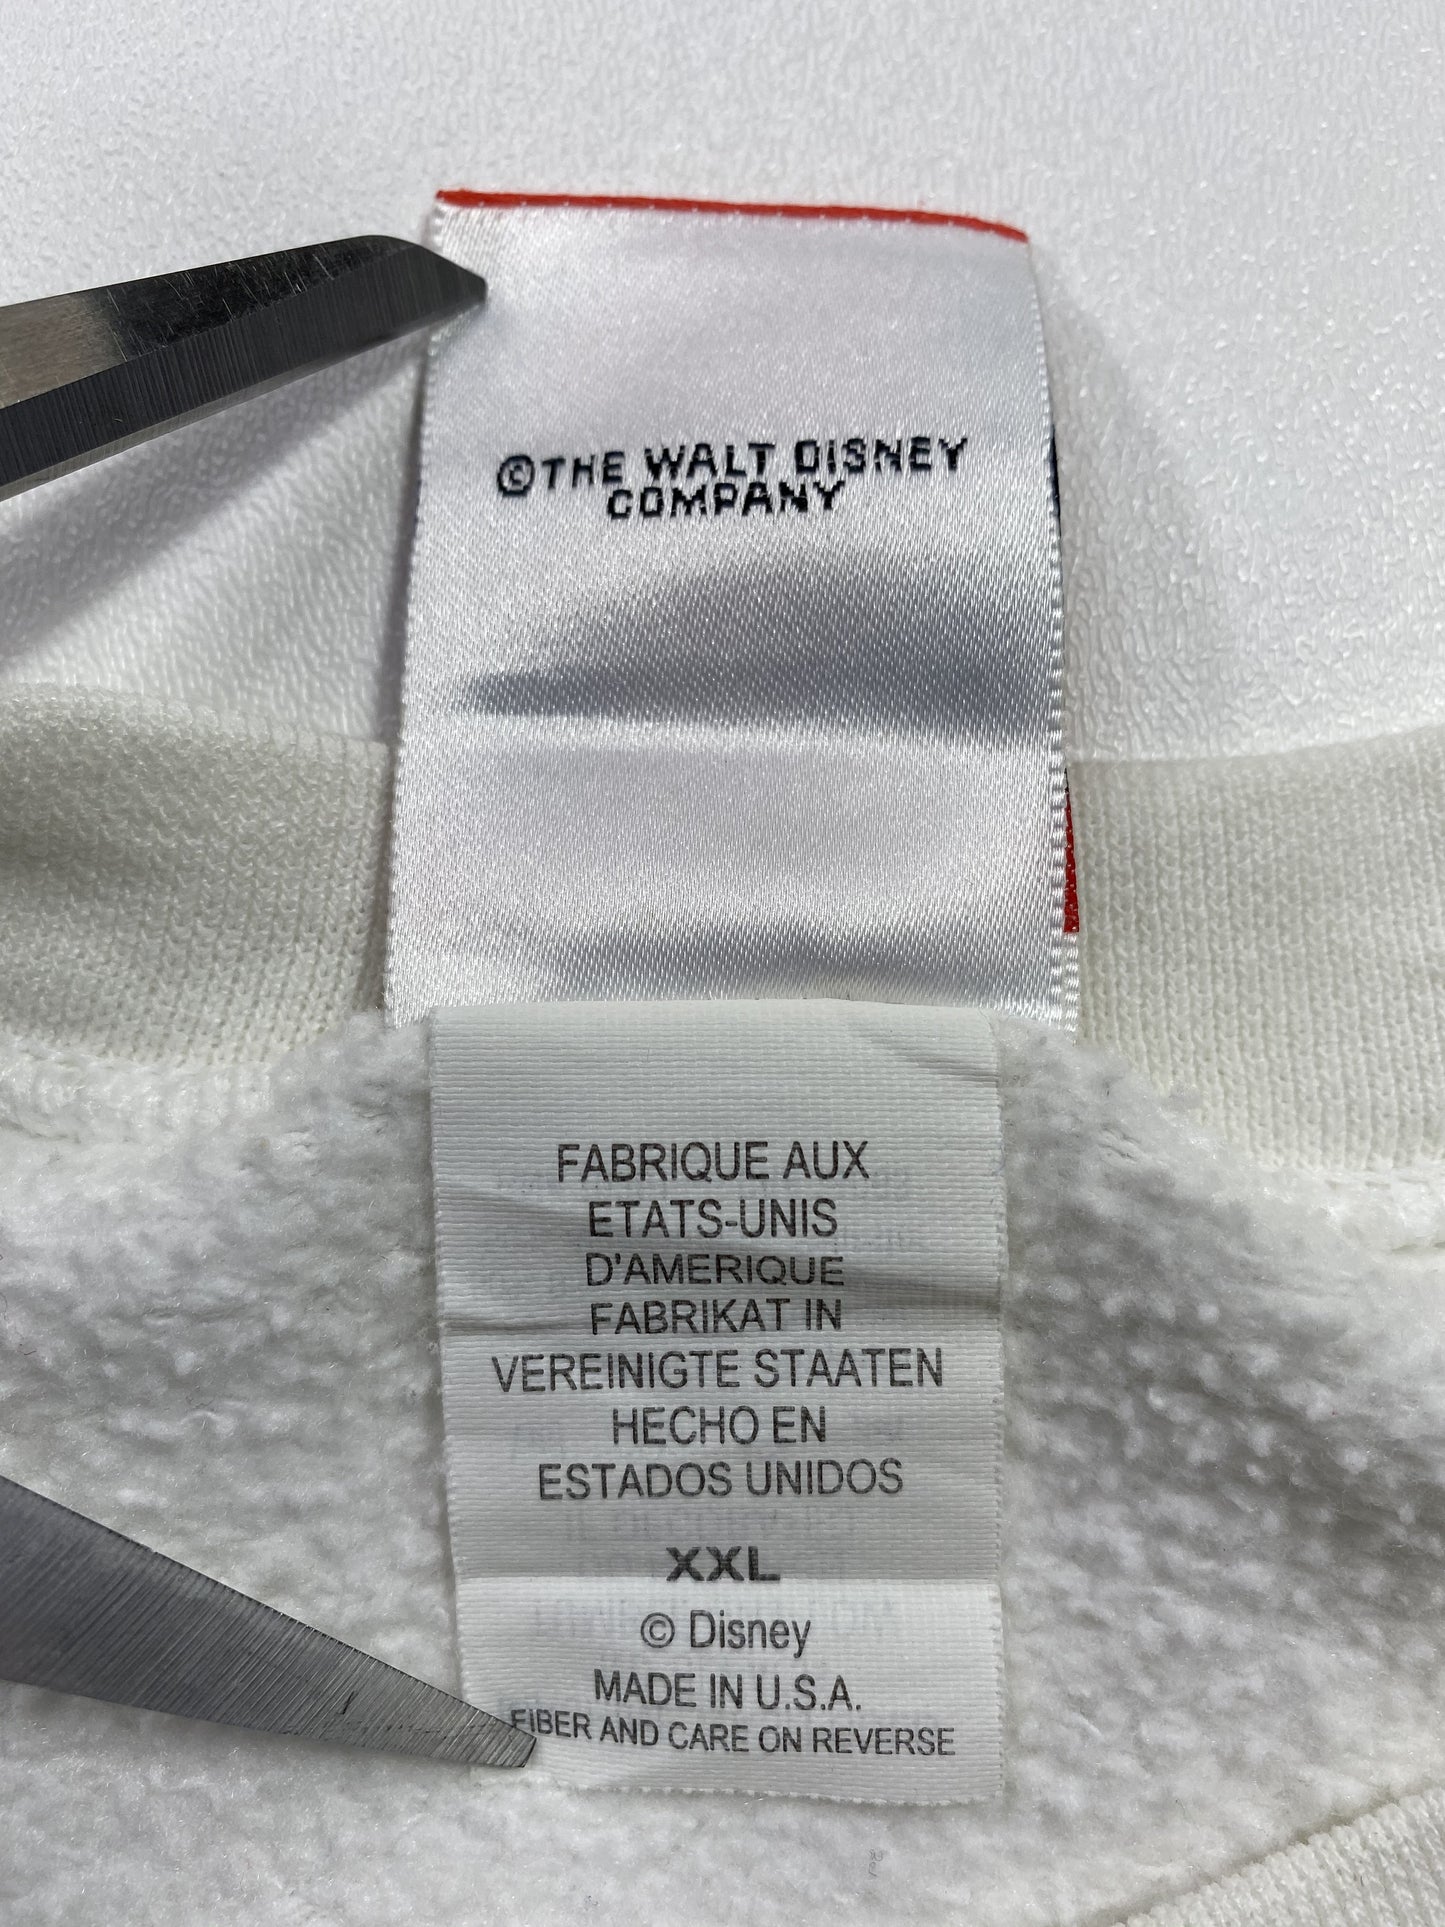 ©THE WALT DISNEY
COMPANY
FABRIQUE AUX
ETATS-UNIS
D'AMERIQUE
FABRIKAT IN
VEREINIGTE STAATEN
HECHO EN
ESTADOS UNIDOS
XXL
© Disney
MADE IN U.S.A.
FIBER AND CARE ON REVERSE